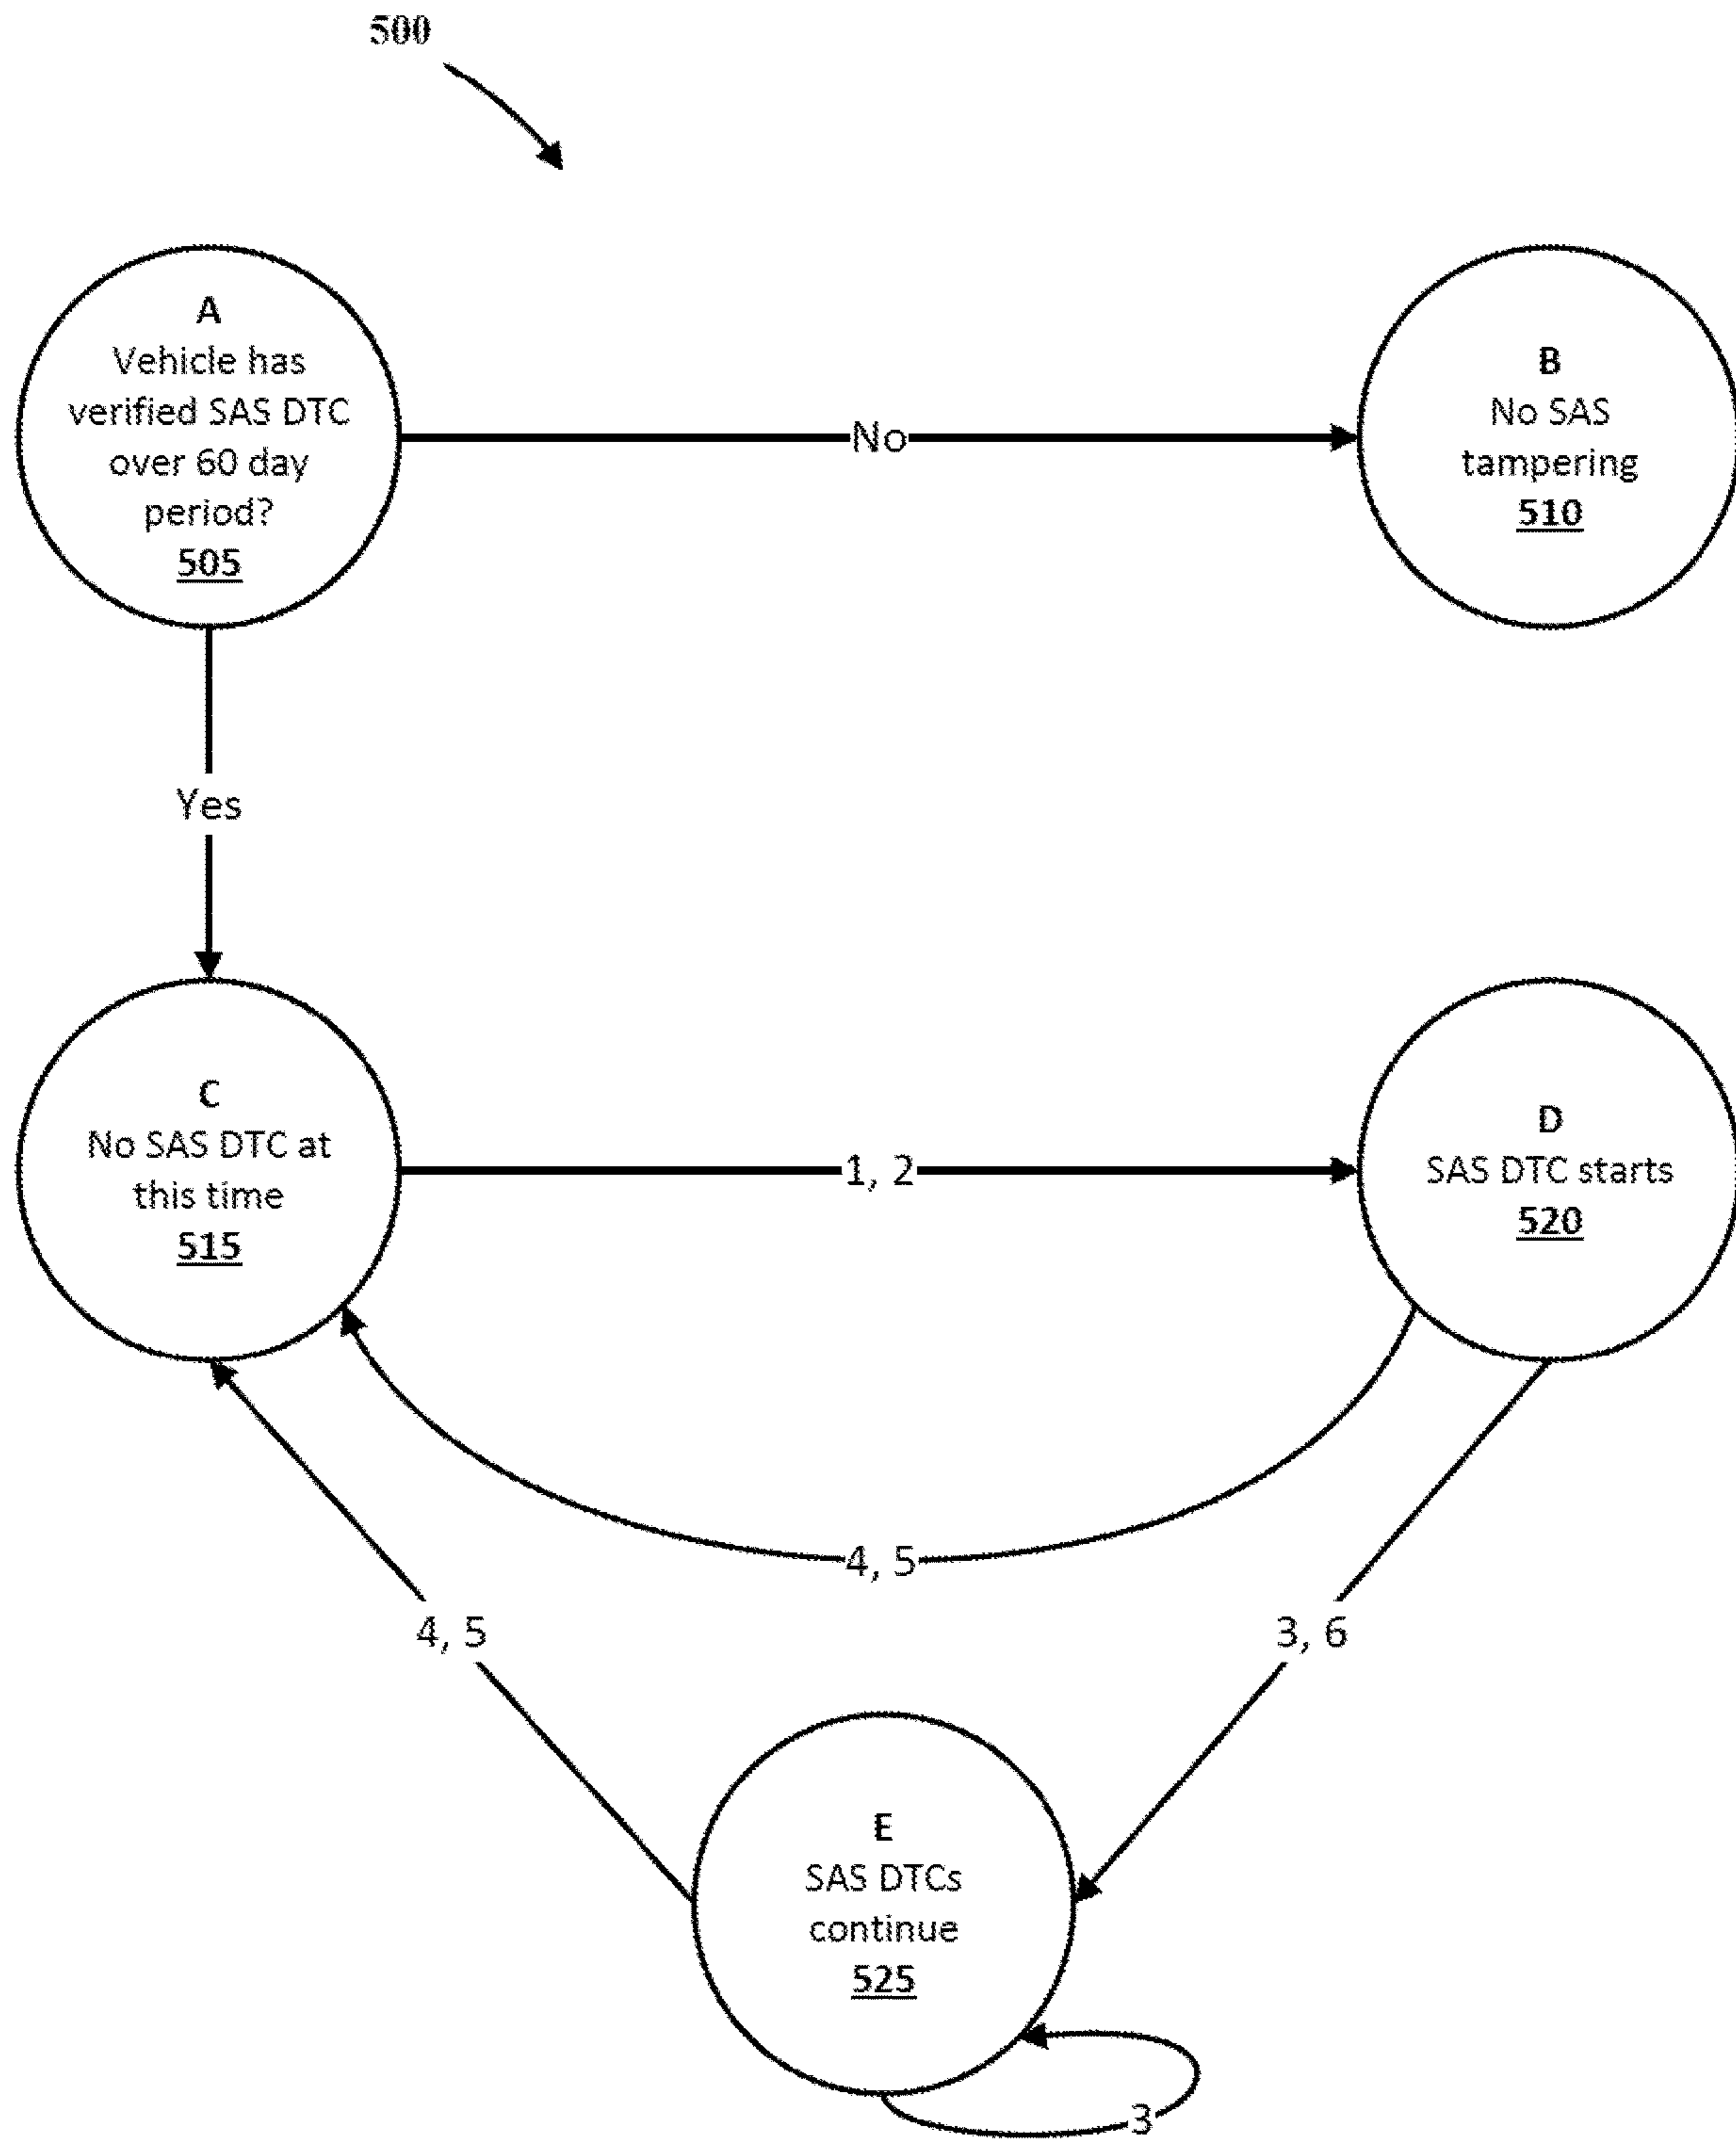 500
A
Vehicle has
verified SAS DTC
over 60 day
period?
505
No
B
No SAS
tampering
510
Yes
C
No SAS DTC at
this time
515
1, 2
D
SAS DTC starts
520
4, 5
4, 5
3, 6
E
SAS DTCs
continue
525
3